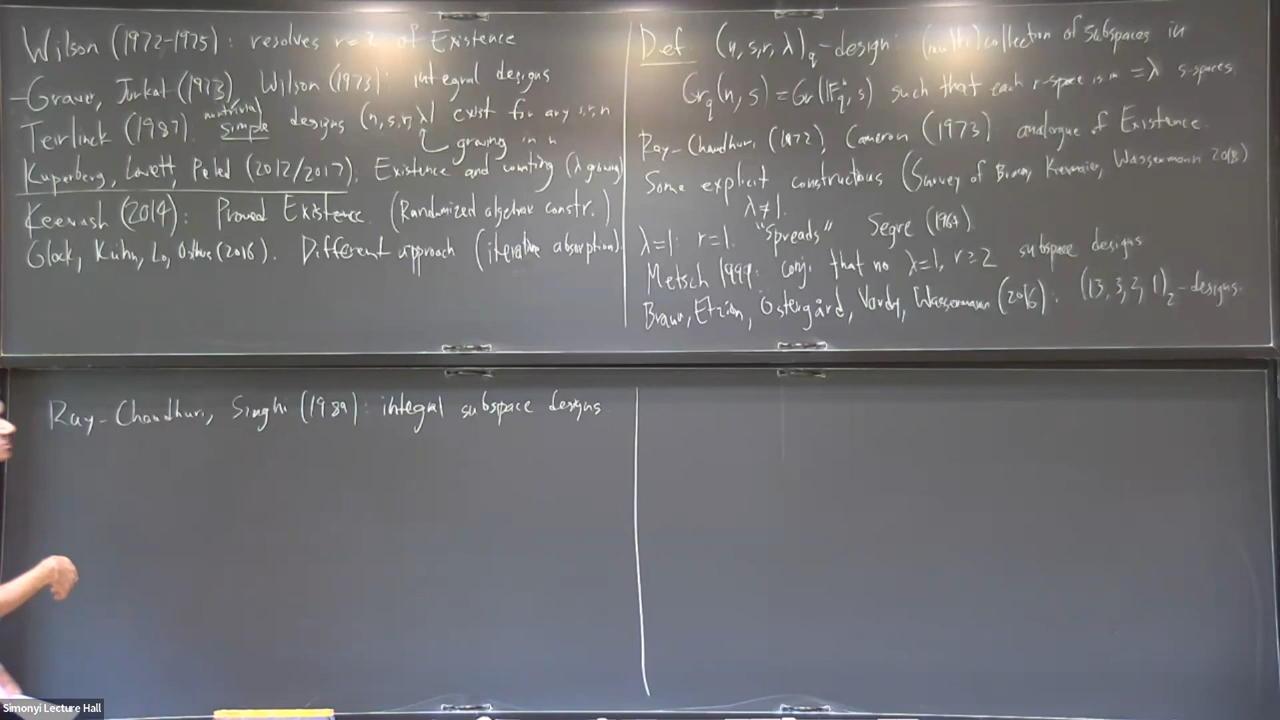 Wilson (1972-1975): resolves r=2 of Existence
-Graver, Jurkat (1973), Wilson (1973): integral designs
nontrivial
Teirlinck (1987). simple designs (n,s,r,λ) exist for any s,r,n
growing in n
Kuperberg, Lovett, Peled (2012/2017). Existence and counting (λ growing)
Keevash (2014): Proved Existence. (Randomized algebraic constr.)
Glock, Kühn, Lo, Osthus (2016). Different approach (iterative absorption).
Def (n,s,r,λ)q-design: (multi)collection of subspaces in
Grq(n,s) = Gr(𝔽qⁿ,s) such that each r-space is in =λ s-spaces.
Ray-Chaudhuri, (1972), Cameron (1973) analogue of Existence.
Some explicit constructions (Survey of Braun, Kiermaier, Wassermann 2018)
λ≠1.
λ=1: r=1. "Spreads" Segre (1964).
Metsch 1999: conj. that no λ=1, r=2 subspace designs
Braun, Etzion, Östergård, Vardy, Wassermann (2016): (13,3,2,1)₂-designs.
Ray-Chaudhuri, Singhi (1989): integral subspace designs
Simonyi Lecture Hall